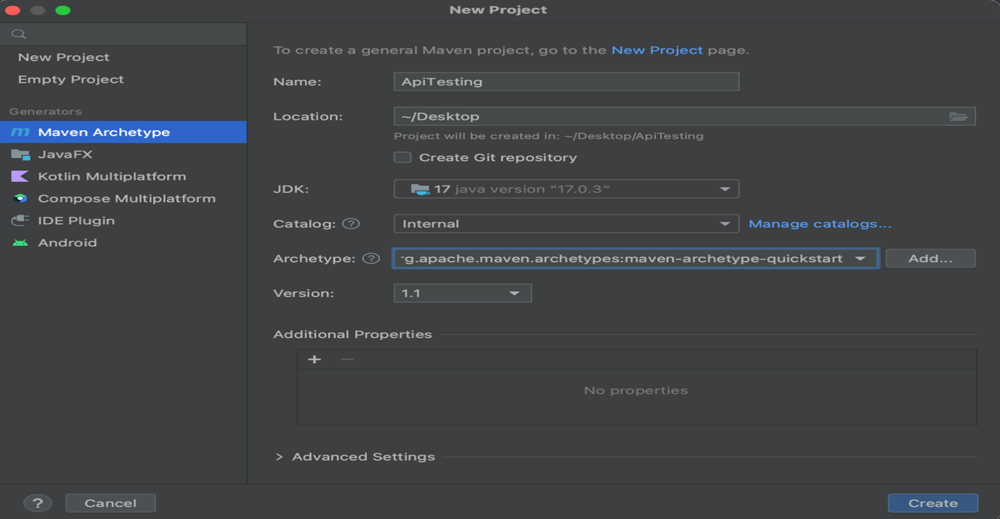 New Project
New Project
Empty Project
Generators
Maven Archetype
JavaFX
Kotlin Multiplatform
Compose Multiplatform
IDE Plugin
Android
To create a general Maven project, go to the New Project page.
Name: ApiTesting
Location: ~/Desktop
Project will be created in: ~/Desktop/ApiTesting
Create Git repository
JDK: 17 java version "17.0.3"
Catalog: ? Internal Manage catalogs...
Archetype: ? g.apache.maven.archetypes:maven-archetype-quickstart Add...
Version: 1.1
Additional Properties
+ −
No properties
> Advanced Settings
? Cancel Create